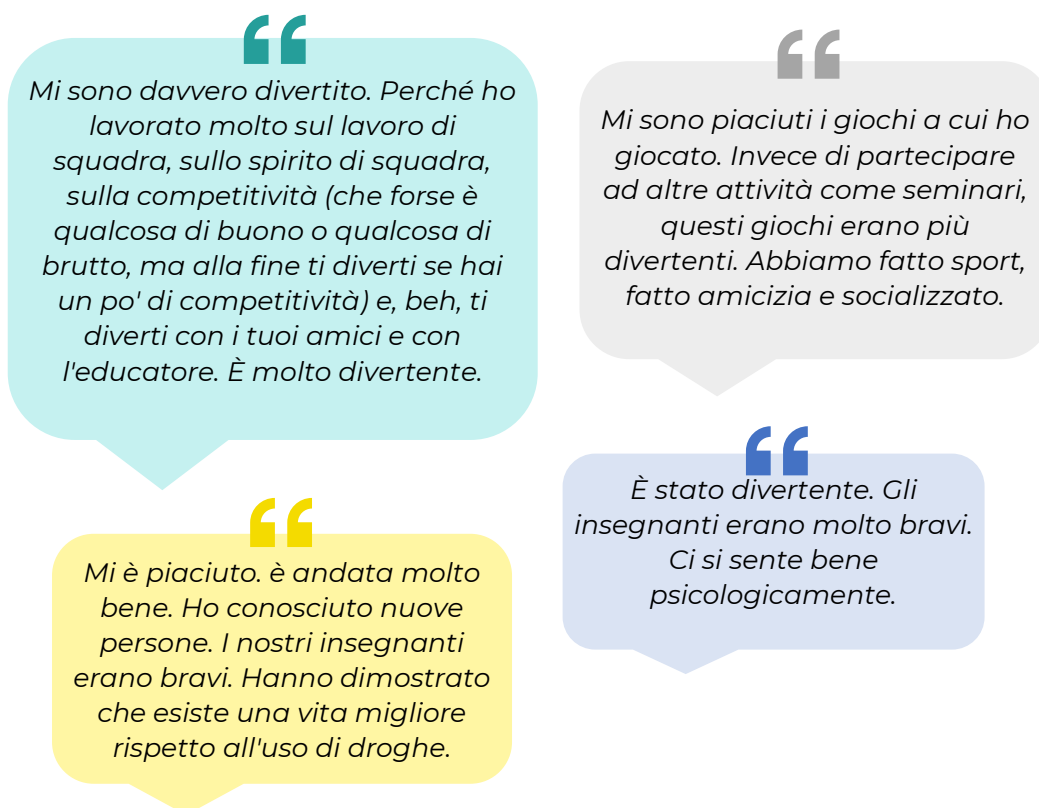 Mi sono davvero divertito. Perché ho
lavorato molto sul lavoro di
squadra, sullo spirito di squadra,
sulla competitività (che forse è
qualcosa di buono o qualcosa di
brutto, ma alla fine ti diverti se hai
un po' di competitività) e, beh, ti
diverti con i tuoi amici e con
l'educatore. È molto divertente.
Mi sono piaciuti i giochi a cui ho
giocato. Invece di partecipare
ad altre attività come seminari,
questi giochi erano più
divertenti. Abbiamo fatto sport,
fatto amicizia e socializzato.
Mi è piaciuto. è andata molto
bene. Ho conosciuto nuove
persone. I nostri insegnanti
erano bravi. Hanno dimostrato
che esiste una vita migliore
rispetto all'uso di droghe.
È stato divertente. Gli
insegnanti erano molto bravi.
Ci si sente bene
psicologicamente.